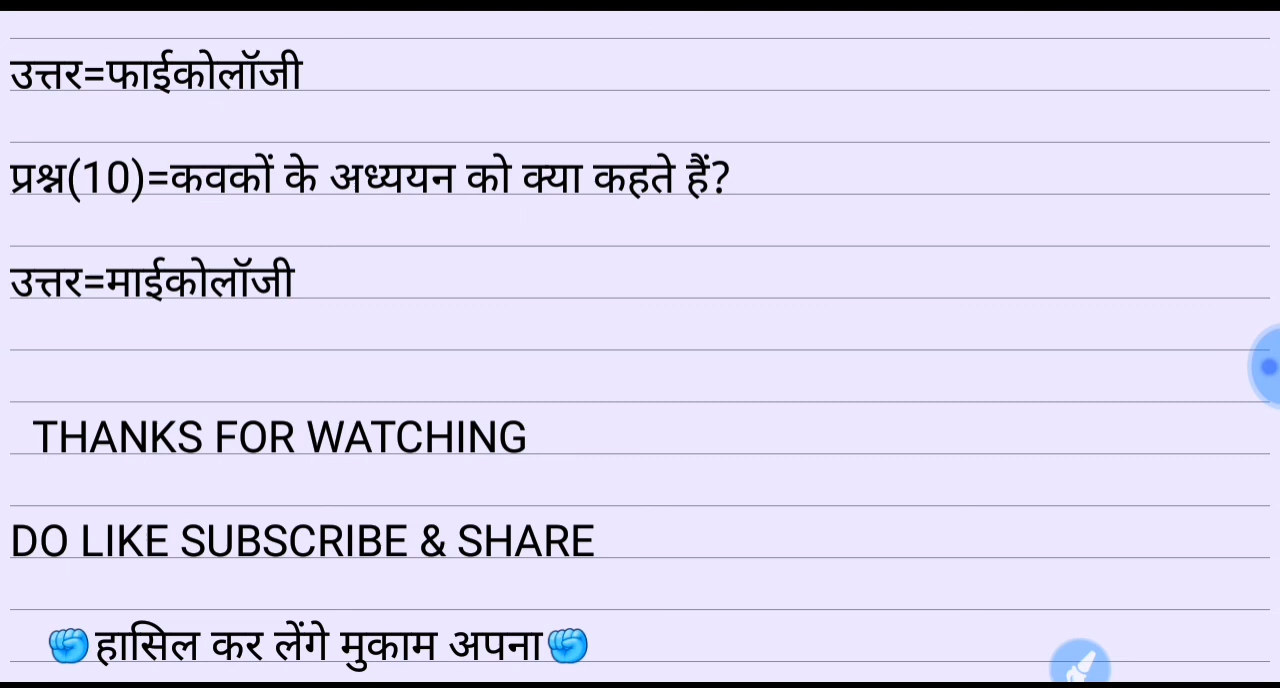 उत्तर=फाईकोलॉजी
प्रश्न(10)=कवकों के अध्ययन को क्या कहते हैं?
उत्तर=माईकोलॉजी
THANKS FOR WATCHING
DO LIKE SUBSCRIBE & SHARE
✊हासिल कर लेंगे मुकाम अपना✊